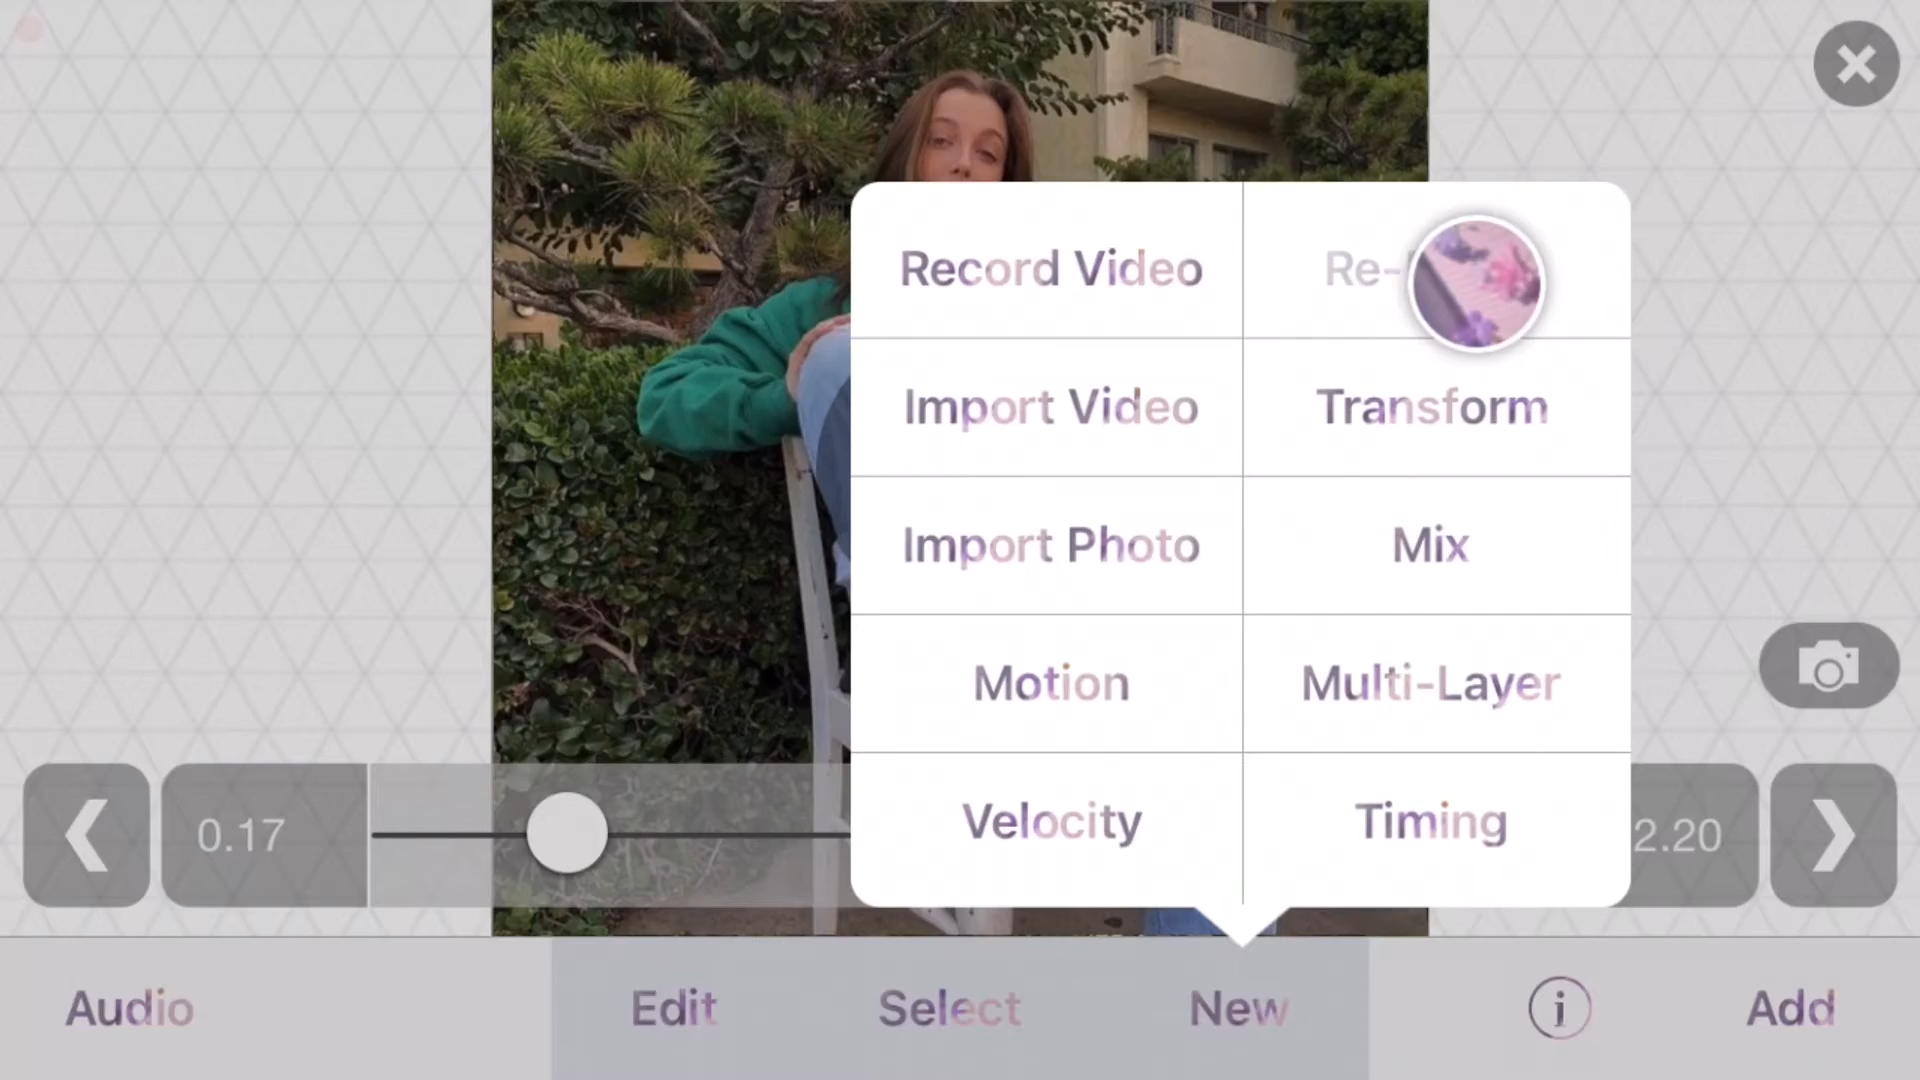 Record Video
Re-
Import Video
Transform
Import Photo
Mix
Motion
Multi-Layer
Velocity
Timing
0.17
2.20
Audio
Edit
Select
New
i
Add